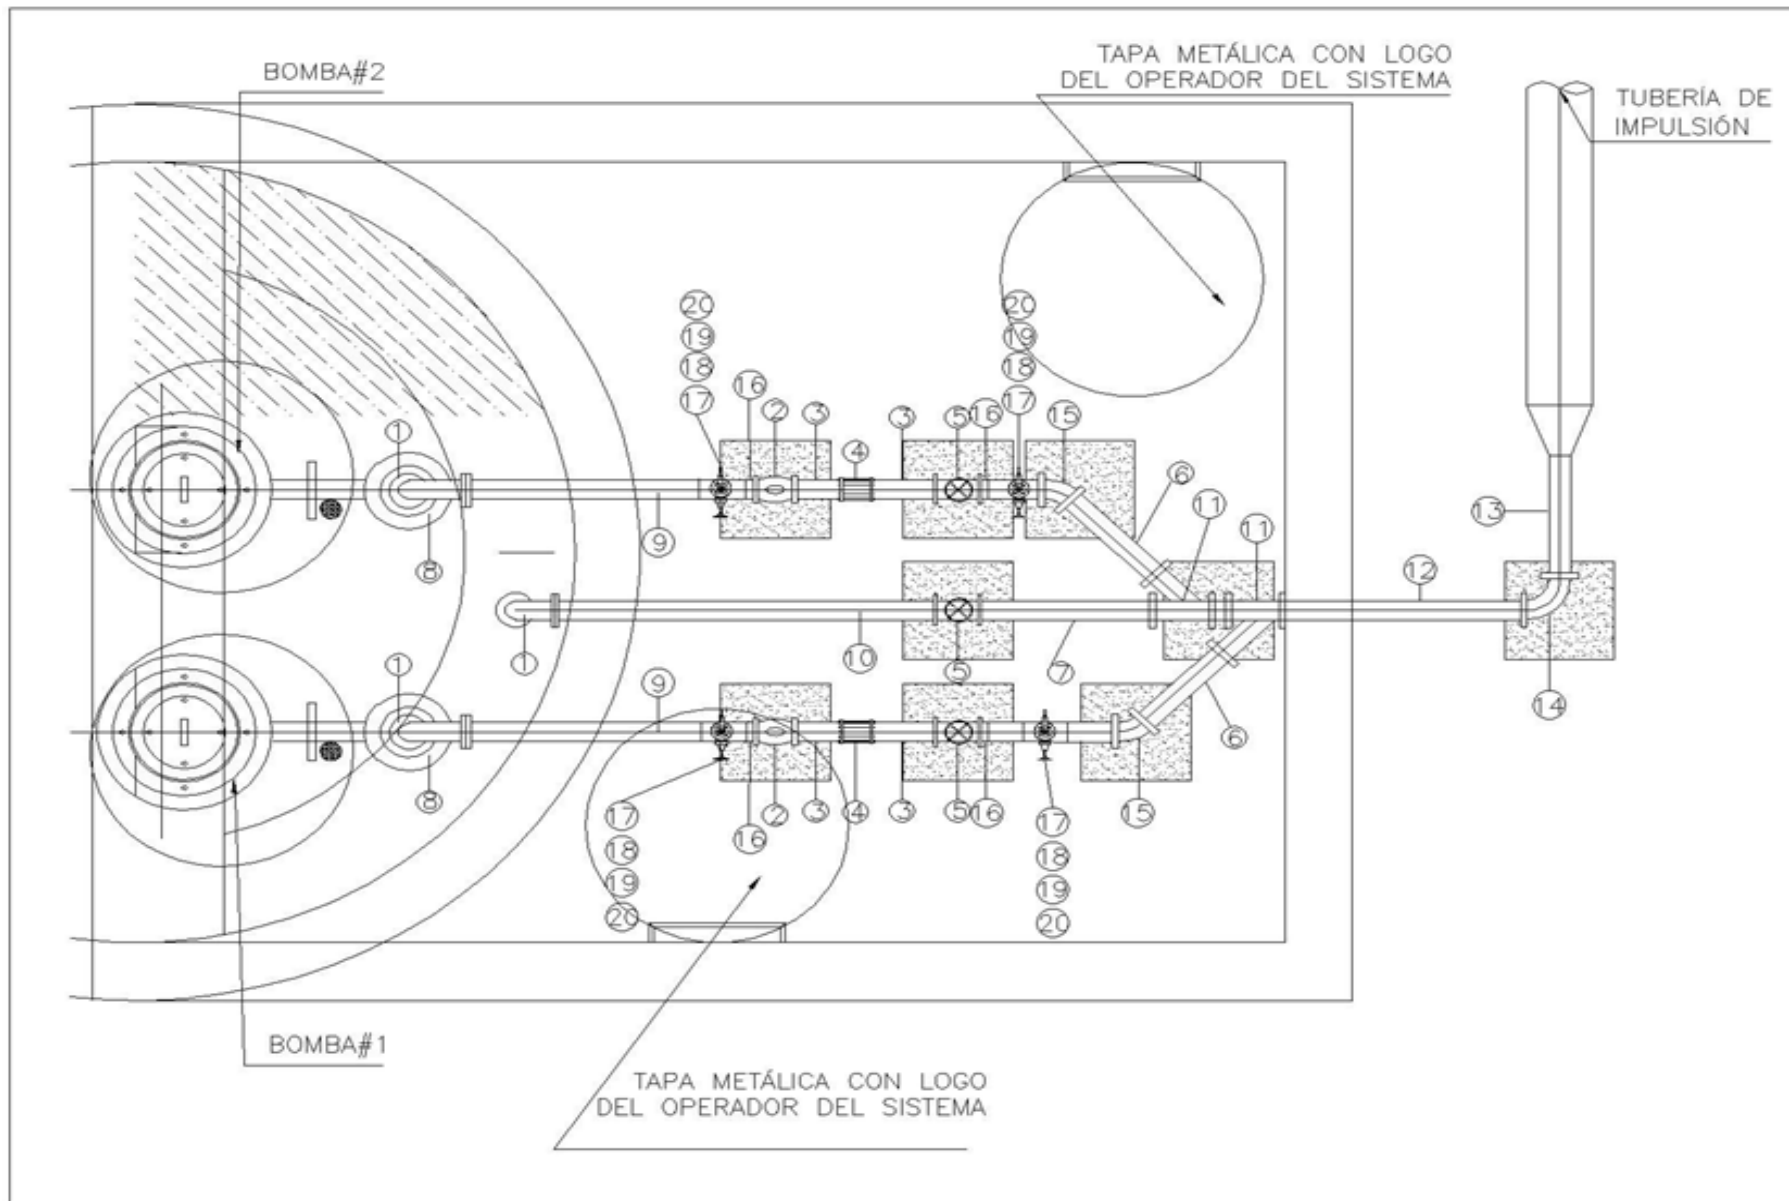 TAPA METÁLICA CON LOGO
DEL OPERADOR DEL SISTEMA
BOMBA#2
TUBERÍA DE
IMPULSIÓN
20 20
19 19
18 18
17 16 2 3 3 5 16 17 15
1 4 6
11 11
13
9
8
12
1 10 5 7
14
1 9
6
8
17 16 2 3 4 3 5 16 17 15
18 18
19 19
20 20
BOMBA#1
TAPA METÁLICA CON LOGO
DEL OPERADOR DEL SISTEMA